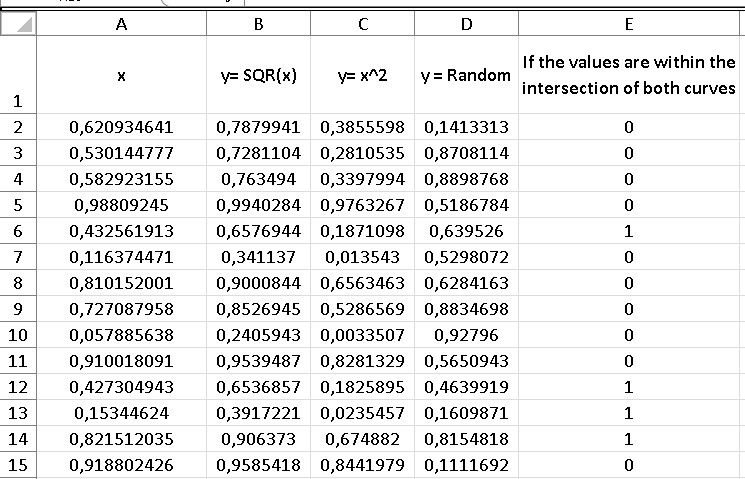 A B C D E
1 x y= SQR(x) y= x^2 y = Random If the values are within the
intersection of both curves
2 0,620934641 0,7879941 0,3855598 0,1413313 0
3 0,530144777 0,7281104 0,2810535 0,8708114 0
4 0,582923155 0,763494 0,3397994 0,8898768 0
5 0,98809245 0,9940284 0,9763267 0,5186784 0
6 0,432561913 0,6576944 0,1871098 0,639526 1
7 0,116374471 0,341137 0,013543 0,5298072 0
8 0,810152001 0,9000844 0,6563463 0,6284163 0
9 0,727087958 0,8526945 0,5286569 0,8834698 0
10 0,057885638 0,2405943 0,0033507 0,92796 0
11 0,910018091 0,9539487 0,8281329 0,5650943 0
12 0,427304943 0,6536857 0,1825895 0,4639919 1
13 0,15344624 0,3917221 0,0235457 0,1609871 1
14 0,821512035 0,906373 0,674882 0,8154818 1
15 0,918802426 0,9585418 0,8441979 0,1111692 0